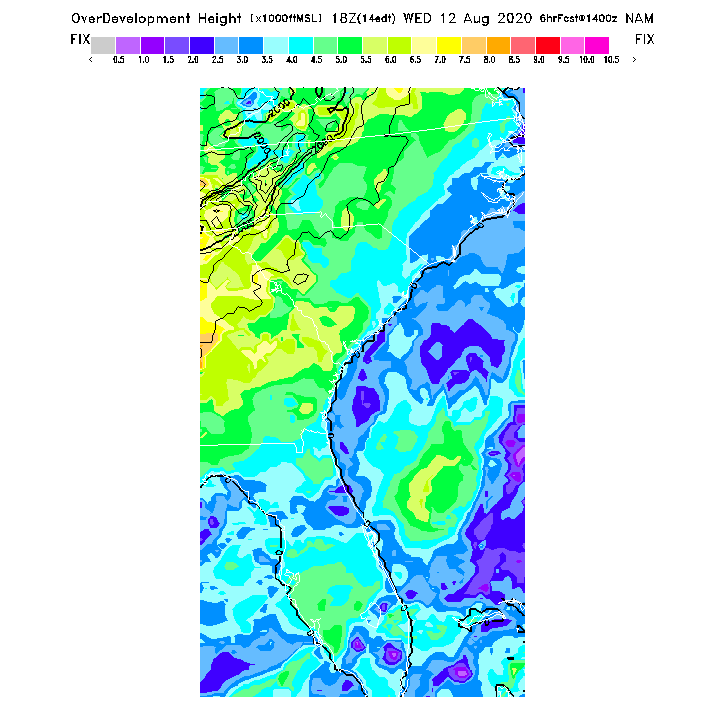 OverDevelopment Height [x1000ftMSL] 18Z(14edt) WED 12 Aug 2020 6hrFcst@1400z NAM
FIX FIX
< 0.5 1.0 1.5 2.0 2.5 3.0 3.5 4.0 4.5 5.0 5.5 6.0 6.5 7.0 7.5 8.0 8.5 9.0 9.5 10.0 10.5 >
2000
2000